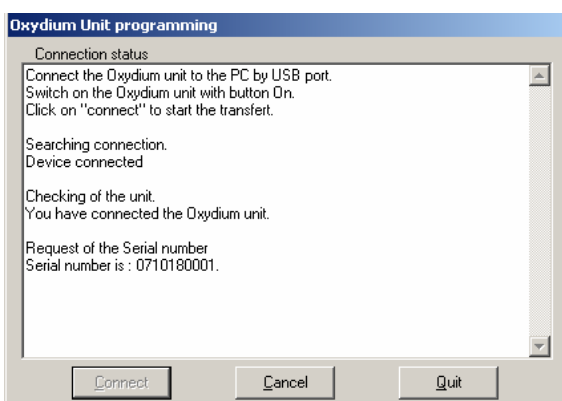 Oxydium Unit programming
Connection status
Connect the Oxydium unit to the PC by USB port.
Switch on the Oxydium unit with button On.
Click on "connect" to start the transfert.
Searching connection.
Device connected
Checking of the unit.
You have connected the Oxydium unit.
Request of the Serial number
Serial number is : 0710180001.
Connect Cancel Quit